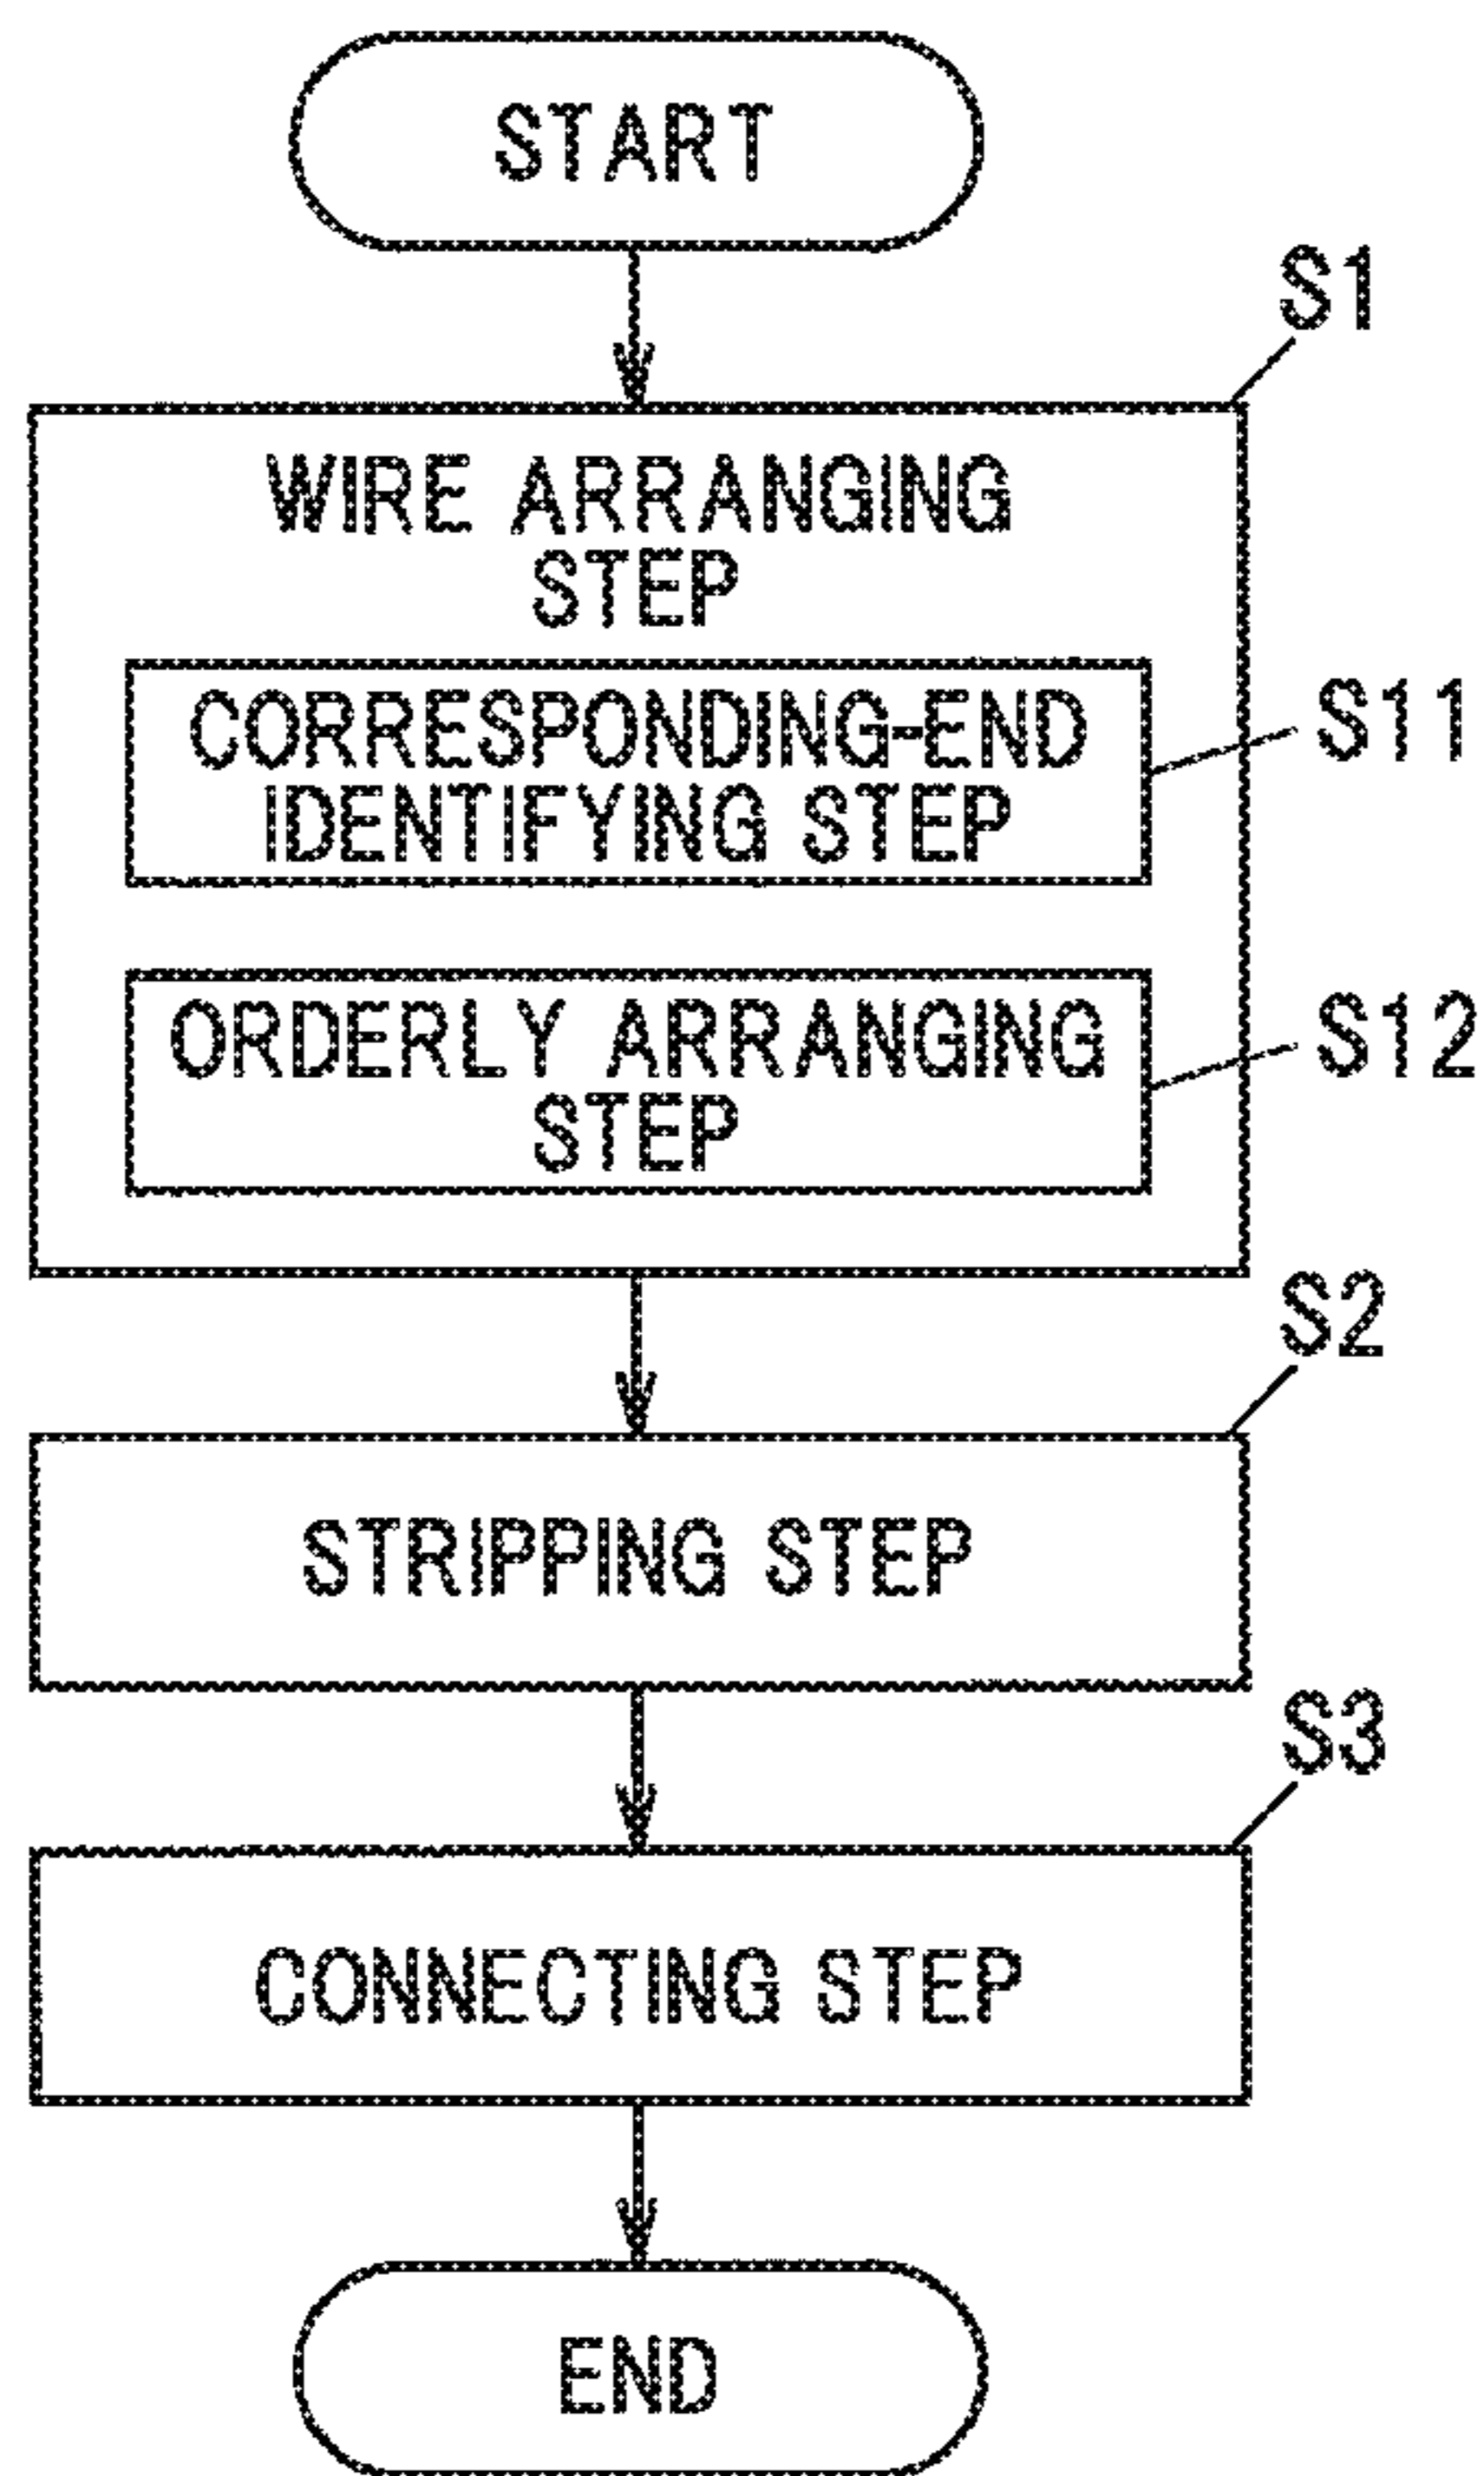 START
S1
WIRE ARRANGING
STEP
CORRESPONDING-END
IDENTIFYING STEP
S11
ORDERLY ARRANGING
STEP
S12
S2
STRIPPING STEP
S3
CONNECTING STEP
END